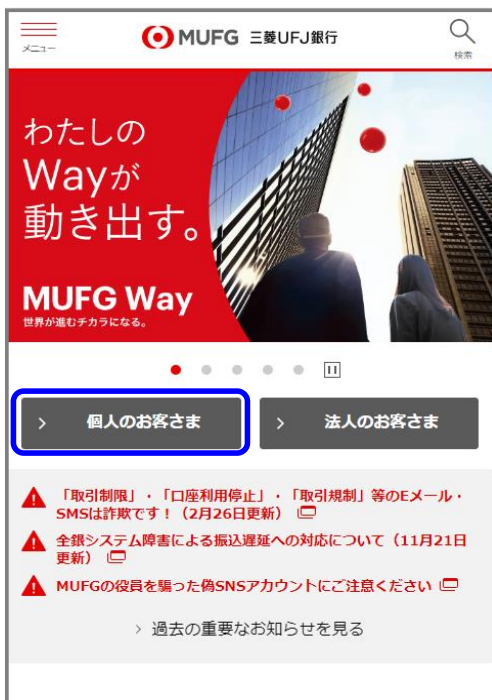 メニュー
MUFG 三菱UFJ銀行
検索
わたしの
Wayが
動き出す。
MUFG Way
世界が進むチカラになる。
個人のお客さま
法人のお客さま
「取引制限」・「口座利用停止」・「取引規制」等のEメール・
SMSは詐欺です！（2月26日更新）
全銀システム障害による振込遅延への対応について（11月21日
更新）
MUFGの役員を騙った偽SNSアカウントにご注意ください
過去の重要なお知らせを見る